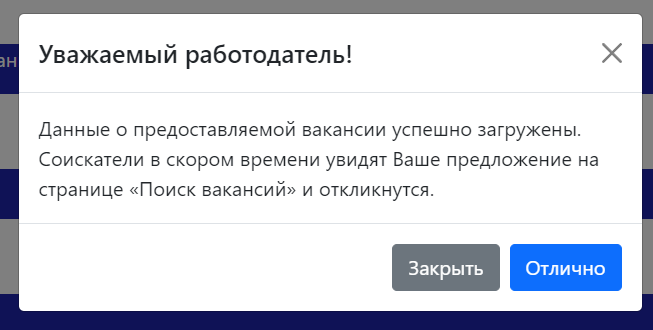 Уважаемый работодатель!
ан
Данные о предоставляемой вакансии успешно загружены.
Соискатели в скором времени увидят Ваше предложение на
странице «Поиск вакансий» и откликнутся.
Закрыть
Отлично